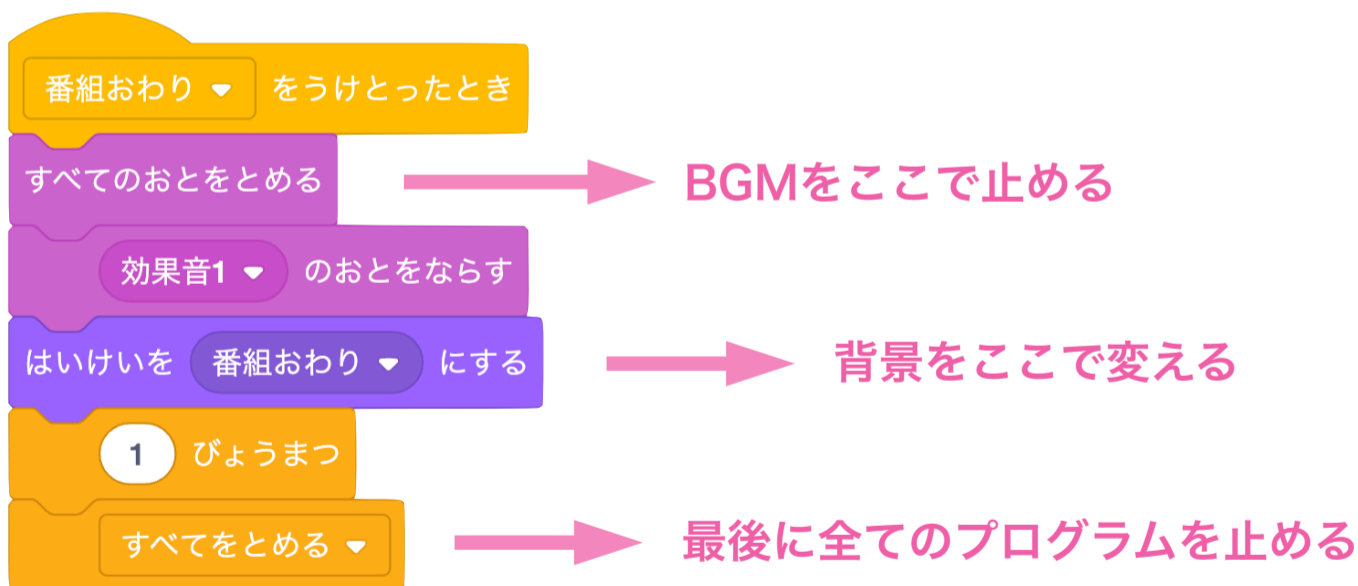 番組おわり をうけとったとき
すべてのおとをとめる
BGMをここで止める
効果音1 のおとをならす
はいけいを 番組おわり にする
背景をここで変える
1 びょうまつ
すべてをとめる
最後に全てのプログラムを止める